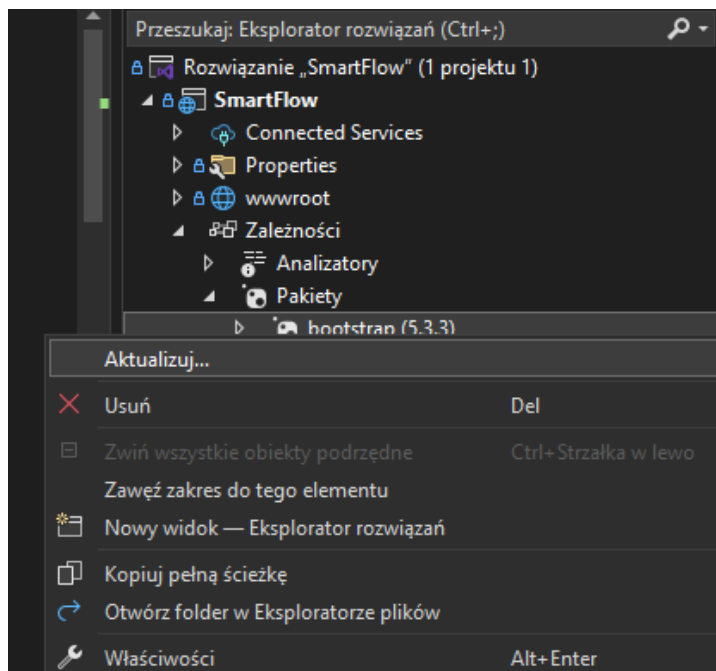 Przeszukaj: Eksplorator rozwiązań (Ctrl+;)
Rozwiązanie „SmartFlow" (1 projektu 1)
SmartFlow
Connected Services
Properties
wwwroot
Zależności
Analizatory
Pakiety
bootstrap (5.3.3)
Aktualizuj...
Usuń Del
Zwiń wszystkie obiekty podrzędne Ctrl+Strzałka w lewo
Zawęź zakres do tego elementu
Nowy widok — Eksplorator rozwiązań
Kopiuj pełną ścieżkę
Otwórz folder w Eksploratorze plików
Właściwości Alt+Enter